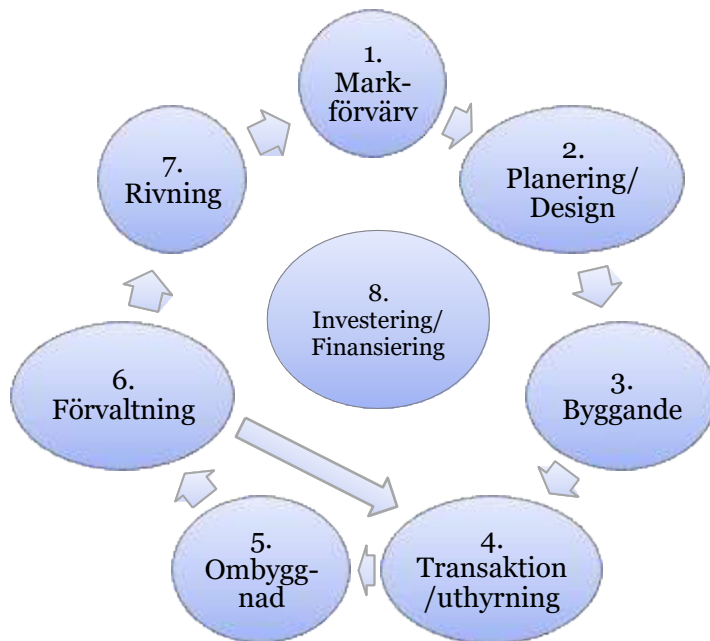 1.
Mark-
förvärv
2.
Planering/
Design
3.
Byggande
4.
Transaktion
/uthyrning
5.
Ombygg-
nad
6.
Förvaltning
7.
Rivning
8.
Investering/
Finansiering